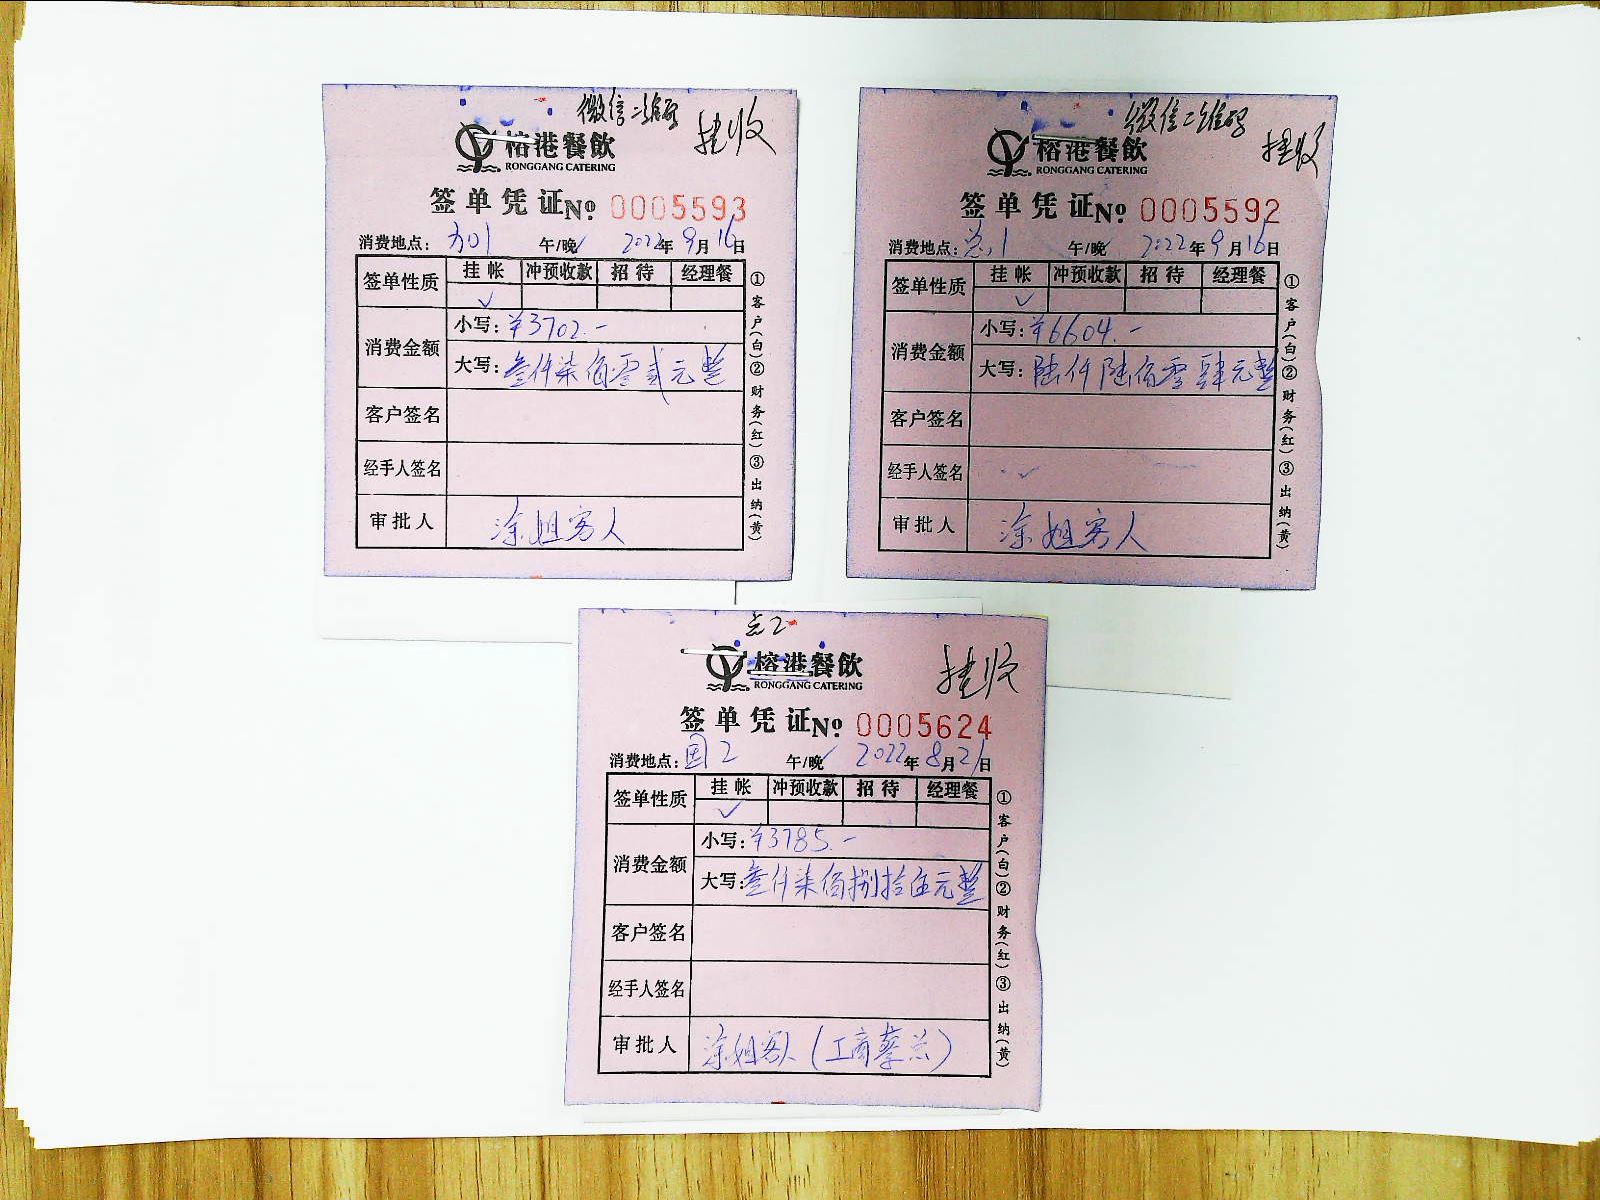 微信二维码
挂收
榕港餐飲
RONGGANG CATERING
签单凭证№ 0005593
消费地点: 午/晚✓ 2022年9月16日
签单性质 挂帐 冲预收款 招待 经理餐
✓
消费金额 小写: ¥3702.-
大写: 叁仟柒佰零贰元整
客户签名
经手人签名
审批人 涂姐客人
①客户(白)②财务(红)③出纳(黄)
微信二维码
挂收
榕港餐飲
RONGGANG CATERING
签单凭证№ 0005592
消费地点: 午/晚✓ 2022年9月16日
签单性质 挂帐 冲预收款 招待 经理餐
✓
消费金额 小写: ¥6604.-
大写: 陆仟陆佰零肆元整
客户签名
经手人签名
审批人 涂姐客人
①客户(白)②财务(红)③出纳(黄)
挂收
榕港餐飲
RONGGANG CATERING
签单凭证№ 0005624
消费地点: 国2 午/晚✓ 2022年8月21日
签单性质 挂帐 冲预收款 招待 经理餐
✓
消费金额 小写: ¥3785.-
大写: 叁仟柒佰捌拾伍元整
客户签名
经手人签名
审批人 涂姐客人(工商蔡总)
①客户(白)②财务(红)③出纳(黄)